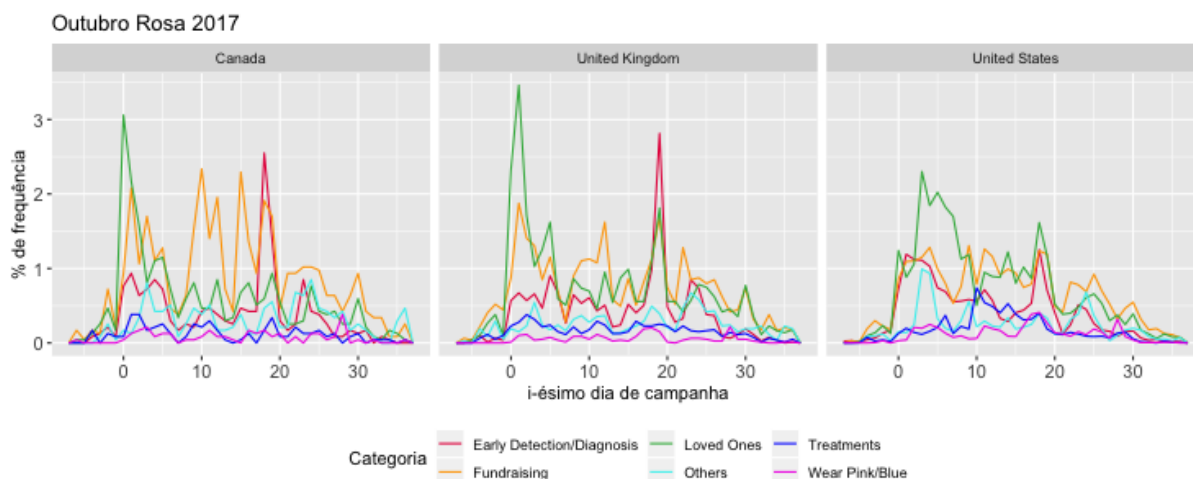 Outubro Rosa 2017
Canada United Kingdom United States
% de frequência
3
2
1
0
0 10 20 30 0 10 20 30 0 10 20 30
i-ésimo dia de campanha
Categoria
Early Detection/Diagnosis Loved Ones Treatments
Fundraising Others Wear Pink/Blue